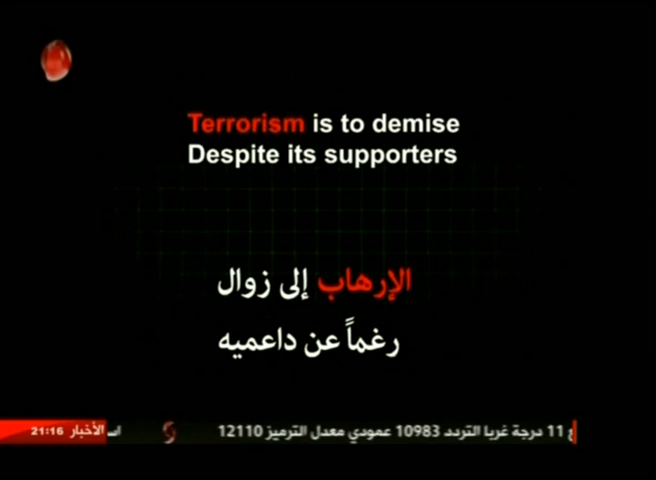 Terrorism is to demise
Despite its supporters
الإرهاب إلى زوال
رغماً عن داعميه
11 درجة غربا التردد 10983 عمودي معدل الترميز 12110
الأخبار 21:16